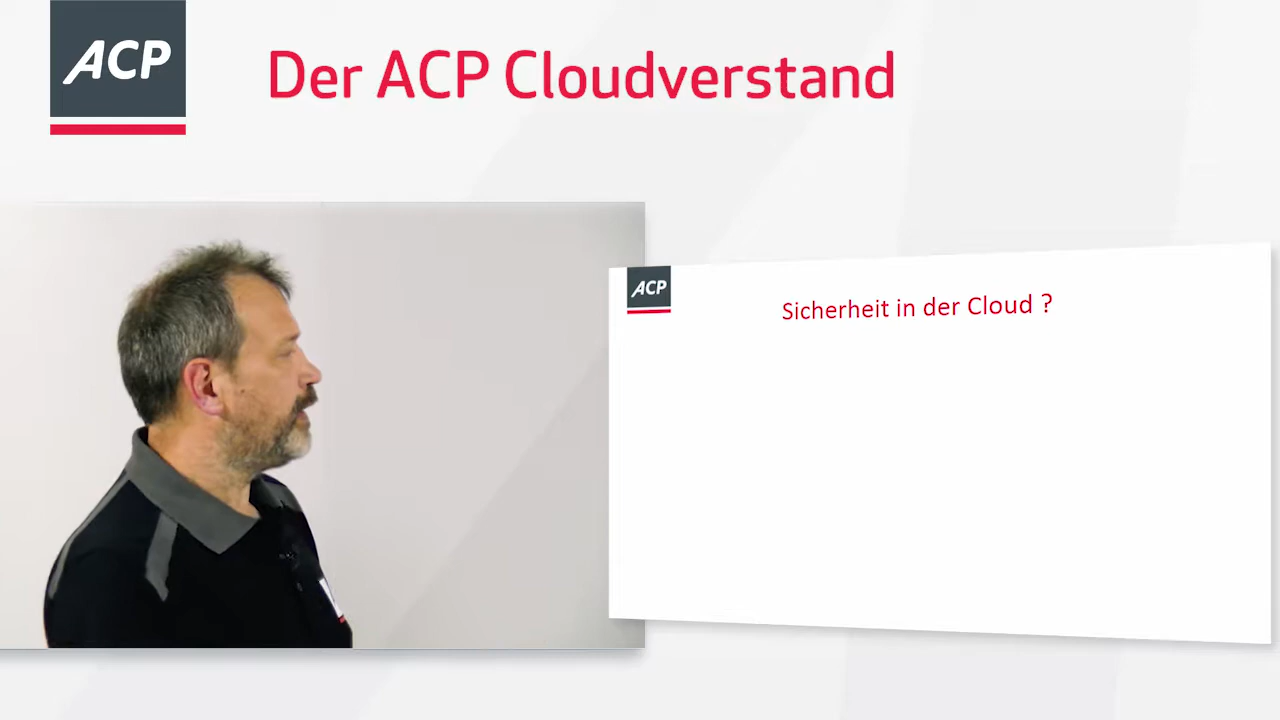 ACP
Der ACP Cloudverstand
ACP
Sicherheit in der Cloud ?